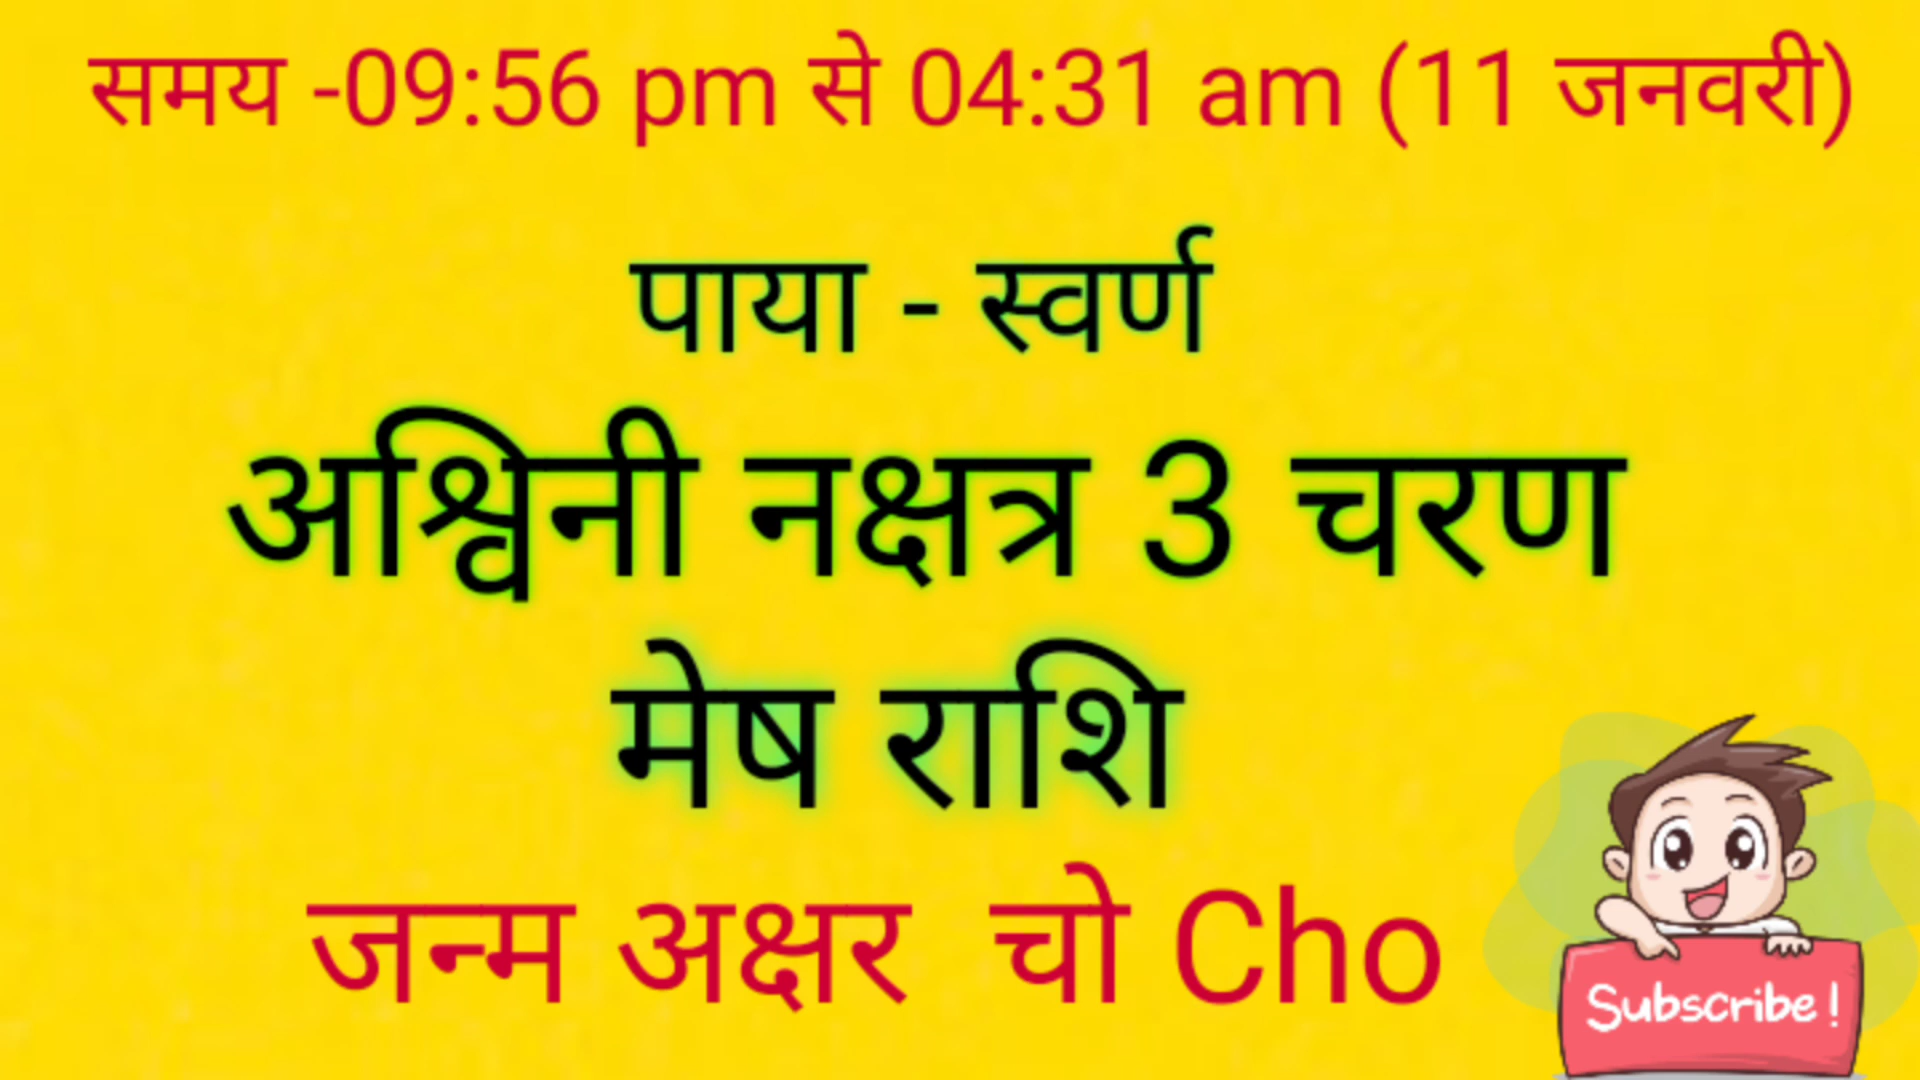 समय -09:56 pm से 04:31 am (11 जनवरी)
पाया - स्वर्ण
अश्विनी नक्षत्र 3 चरण
मेष राशि
जन्म अक्षर चो Cho
Subscribe!